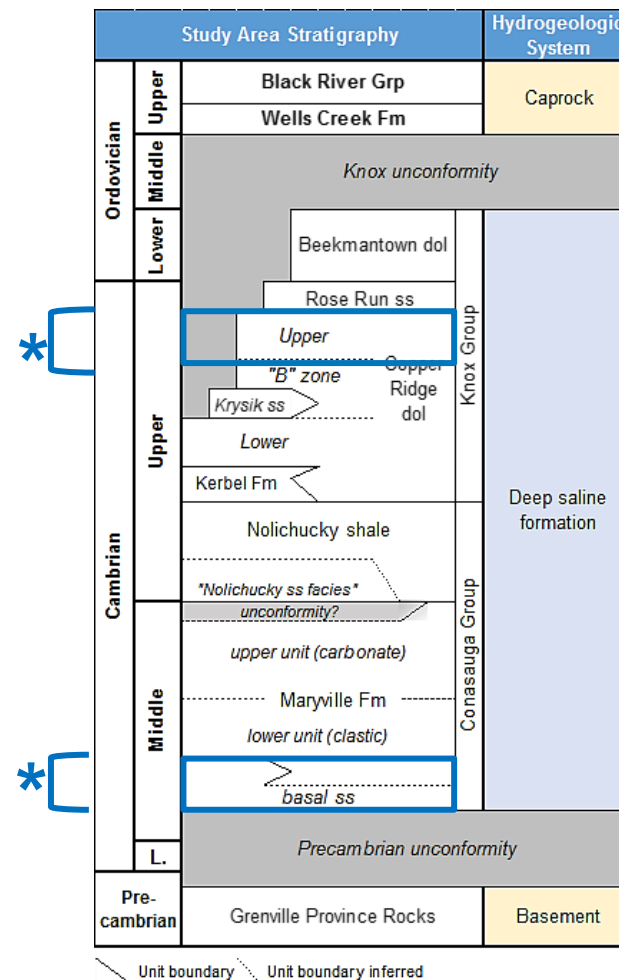 Study Area Stratigraphy
Hydrogeologic
System
Ordovician
Upper
Black River Grp
Wells Creek Fm
Caprock
Middle
Knox unconformity
Lower
Beekmantown dol
Knox Group
Deep saline
formation
Cambrian
Upper
Rose Run ss
*
Upper
"B" zone
Copper
Ridge
dol
Krysik ss
Lower
Kerbel Fm
Nolichucky shale
*Nolichucky ss facies*
Conasauga Group
Middle
unconformity?
upper unit (carbonate)
Maryville Fm
lower unit (clastic)
*
basal ss
L.
Precambrian unconformity
Pre-
cambrian
Grenville Province Rocks
Basement
Unit boundary
Unit boundary inferred